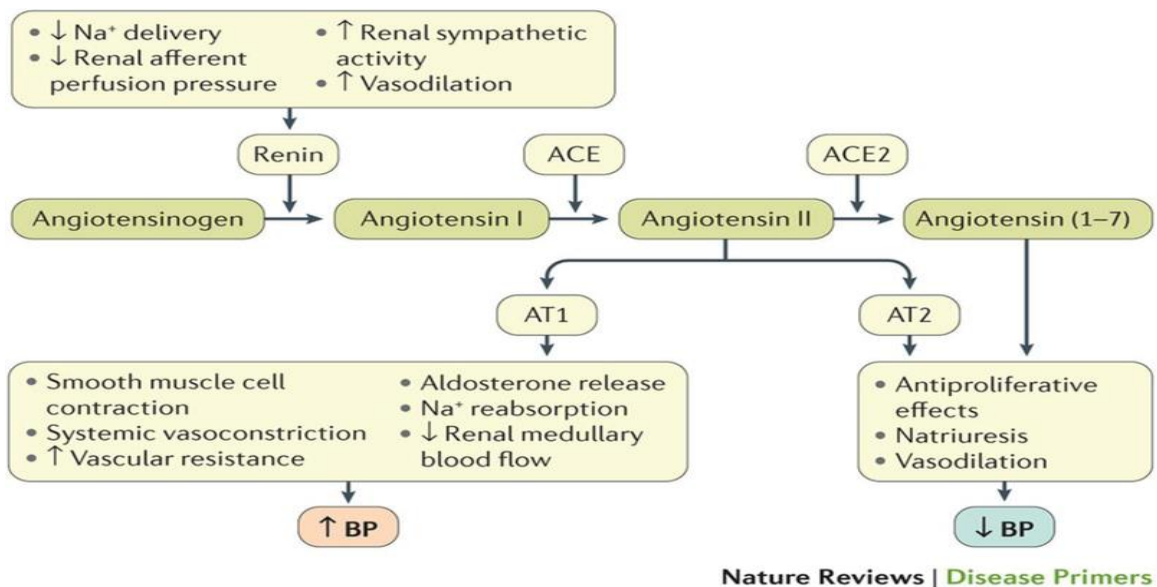 • ↓ Na⁺ delivery
• ↓ Renal afferent
perfusion pressure
• ↑ Renal sympathetic
activity
• ↑ Vasodilation
Renin
ACE
ACE2
Angiotensinogen
Angiotensin I
Angiotensin II
Angiotensin (1–7)
AT1
AT2
• Smooth muscle cell
contraction
• Systemic vasoconstriction
• ↑ Vascular resistance
• Aldosterone release
• Na⁺ reabsorption
• ↓ Renal medullary
blood flow
• Antiproliferative
effects
• Natriuresis
• Vasodilation
↑ BP
↓ BP
Nature Reviews | Disease Primers